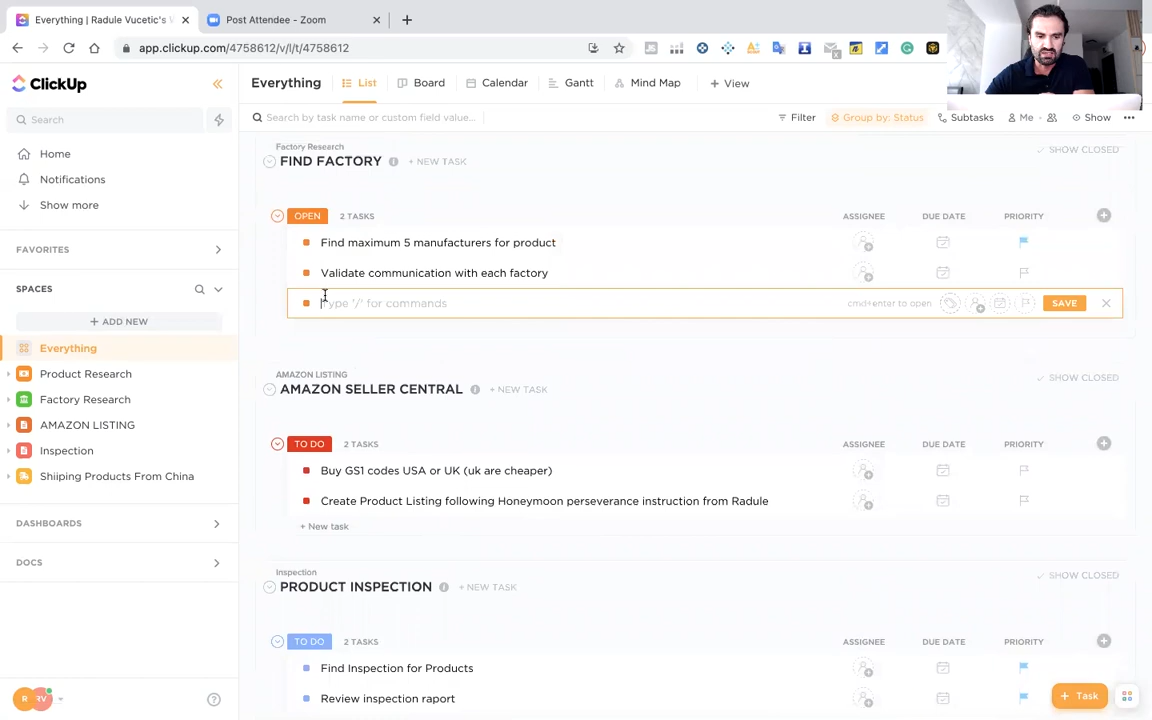 Everything | Radule Vucetic's W
Post Attendee - Zoom
app.clickup.com/4758612/v/l/t/4758612
ClickUp
Everything
List
Board
Calendar
Gantt
Mind Map
+ View
Search
Search by task name or custom field value...
Filter
Group by: Status
Subtasks
Me
Show
Home
Notifications
Show more
FAVORITES
SPACES
+ ADD NEW
Everything
Product Research
Factory Research
AMAZON LISTING
Inspection
Shiiping Products From China
DASHBOARDS
DOCS
R
RV
Factory Research
FIND FACTORY
+ NEW TASK
SHOW CLOSED
OPEN
2 TASKS
ASSIGNEE
DUE DATE
PRIORITY
Find maximum 5 manufacturers for product
Validate communication with each factory
Type '/' for commands
cmd+enter to open
SAVE
AMAZON LISTING
AMAZON SELLER CENTRAL
+ NEW TASK
SHOW CLOSED
TO DO
2 TASKS
ASSIGNEE
DUE DATE
PRIORITY
Buy GS1 codes USA or UK (uk are cheaper)
Create Product Listing following Honeymoon perseverance instruction from Radule
+ New task
Inspection
PRODUCT INSPECTION
+ NEW TASK
SHOW CLOSED
TO DO
2 TASKS
ASSIGNEE
DUE DATE
PRIORITY
Find Inspection for Products
Review inspection raport
+ Task